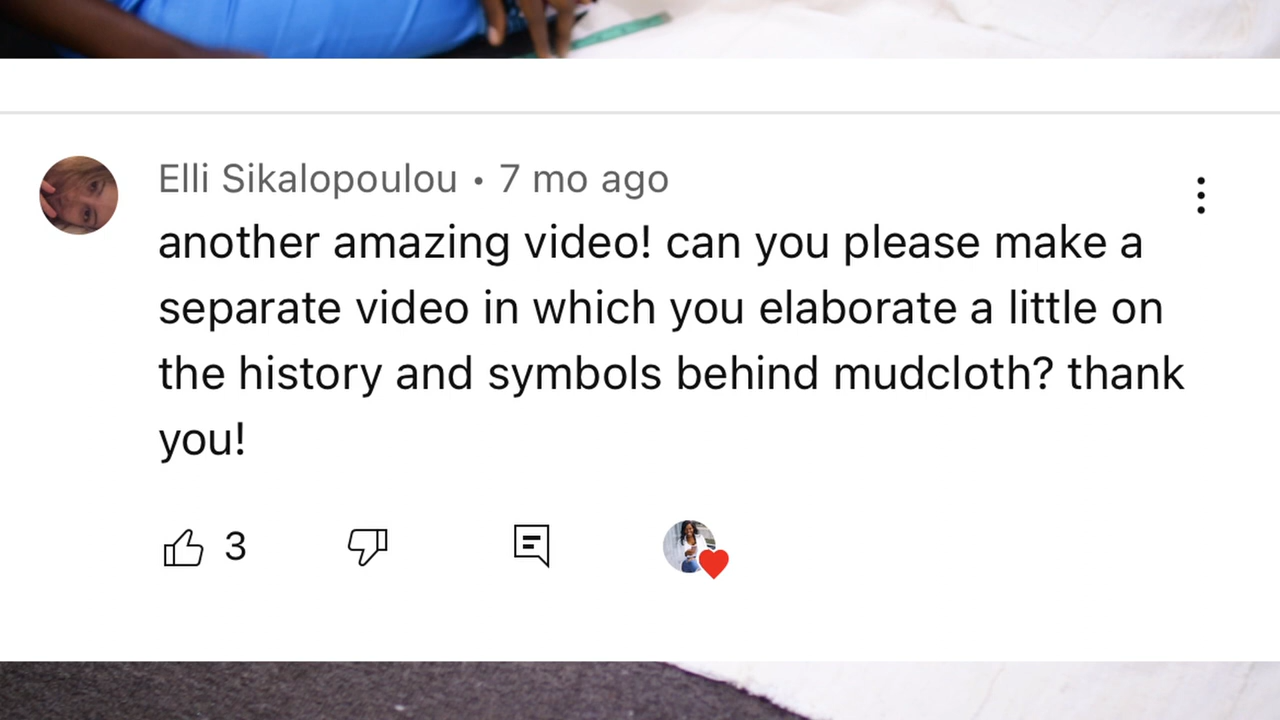 Elli Sikalopoulou • 7 mo ago
another amazing video! can you please make a
separate video in which you elaborate a little on
the history and symbols behind mudcloth? thank
you!
3